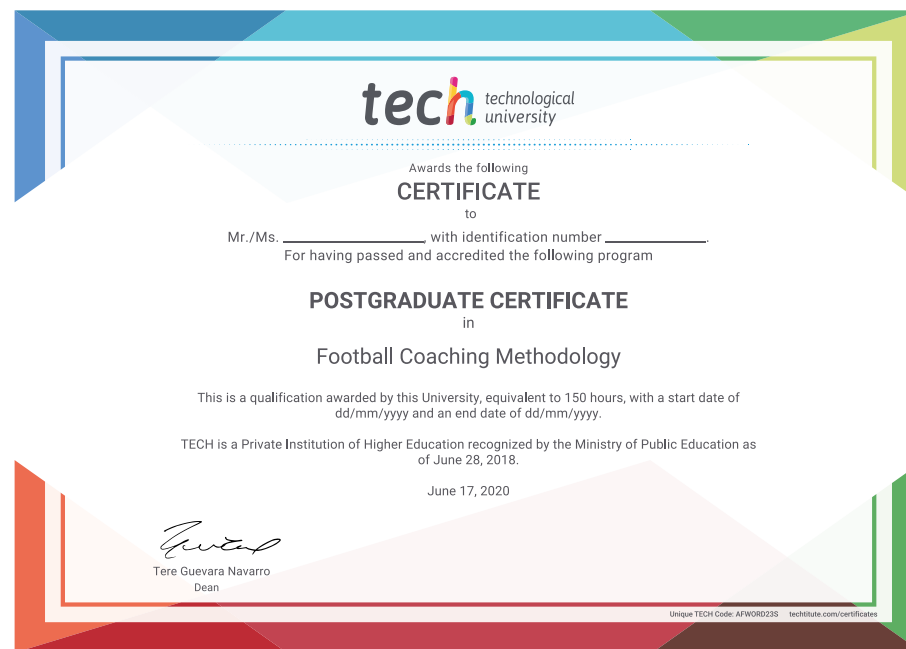 tech technological
university
Awards the following
CERTIFICATE
to
Mr./Ms. ____________________, with identification number ______________.
For having passed and accredited the following program
POSTGRADUATE CERTIFICATE
in
Football Coaching Methodology
This is a qualification awarded by this University, equivalent to 150 hours, with a start date of
dd/mm/yyyy and an end date of dd/mm/yyyy.
TECH is a Private Institution of Higher Education recognized by the Ministry of Public Education as
of June 28, 2018.
June 17, 2020
Tere Guevara Navarro
Dean
Unique TECH Code: AFWORD23S techtitute.com/certificates